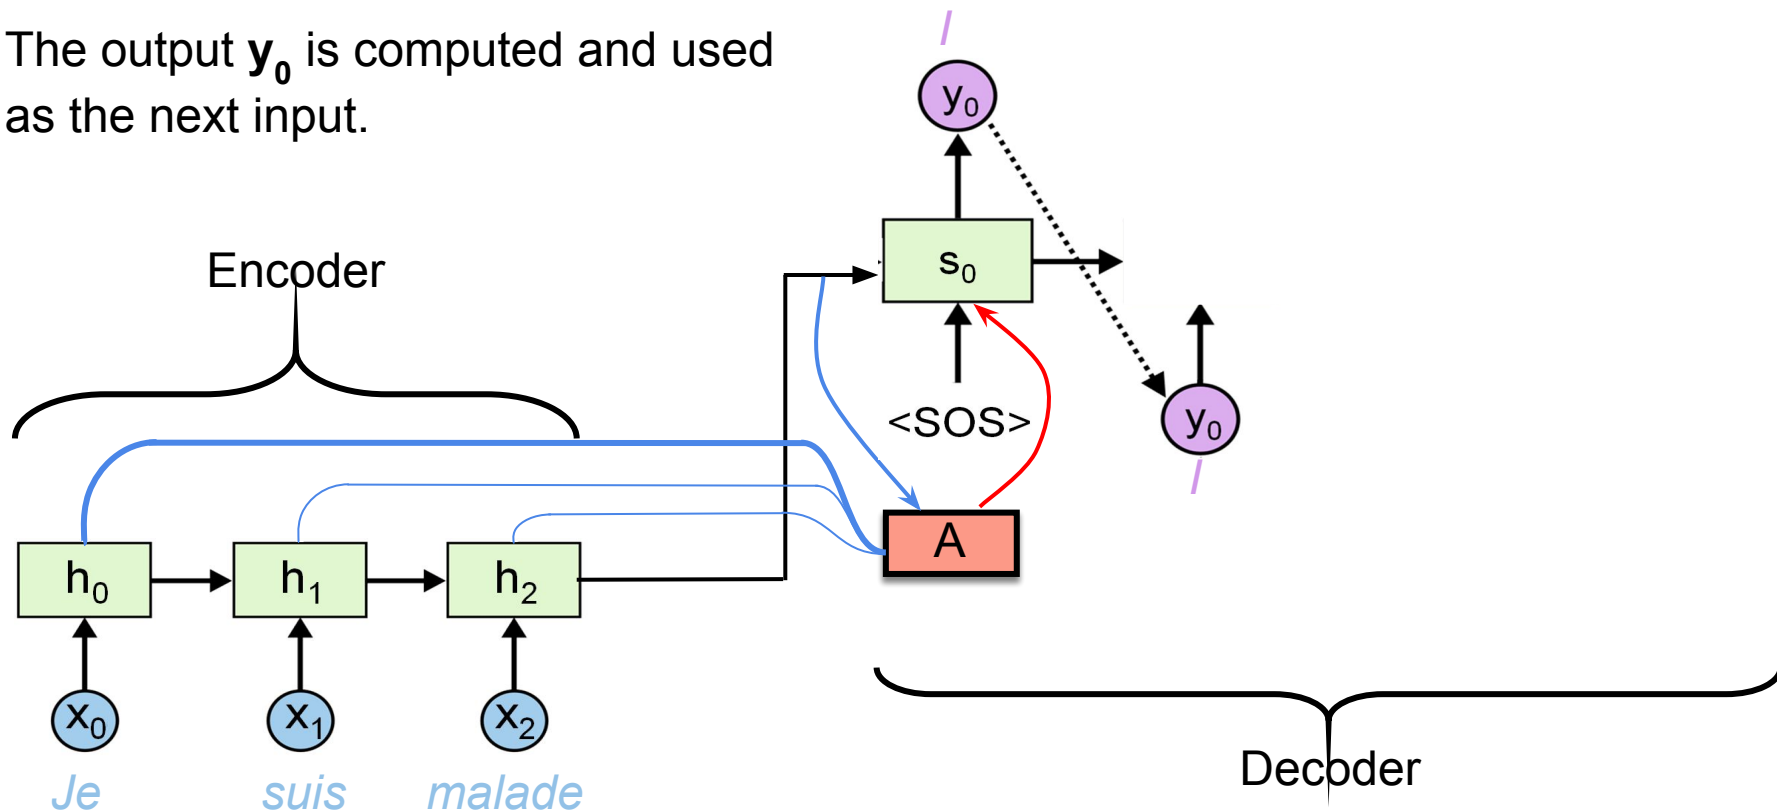 The output y₀ is computed and used
as the next input.
I
y₀
s₀
Encoder
<SOS>
y₀
I
A
h₀ h₁ h₂
x₀ x₁ x₂
Je suis malade
Decoder